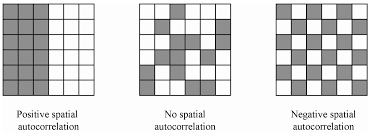 Positive spatial
autocorrelation
No spatial
autocorrelation
Negative spatial
autocorrelation